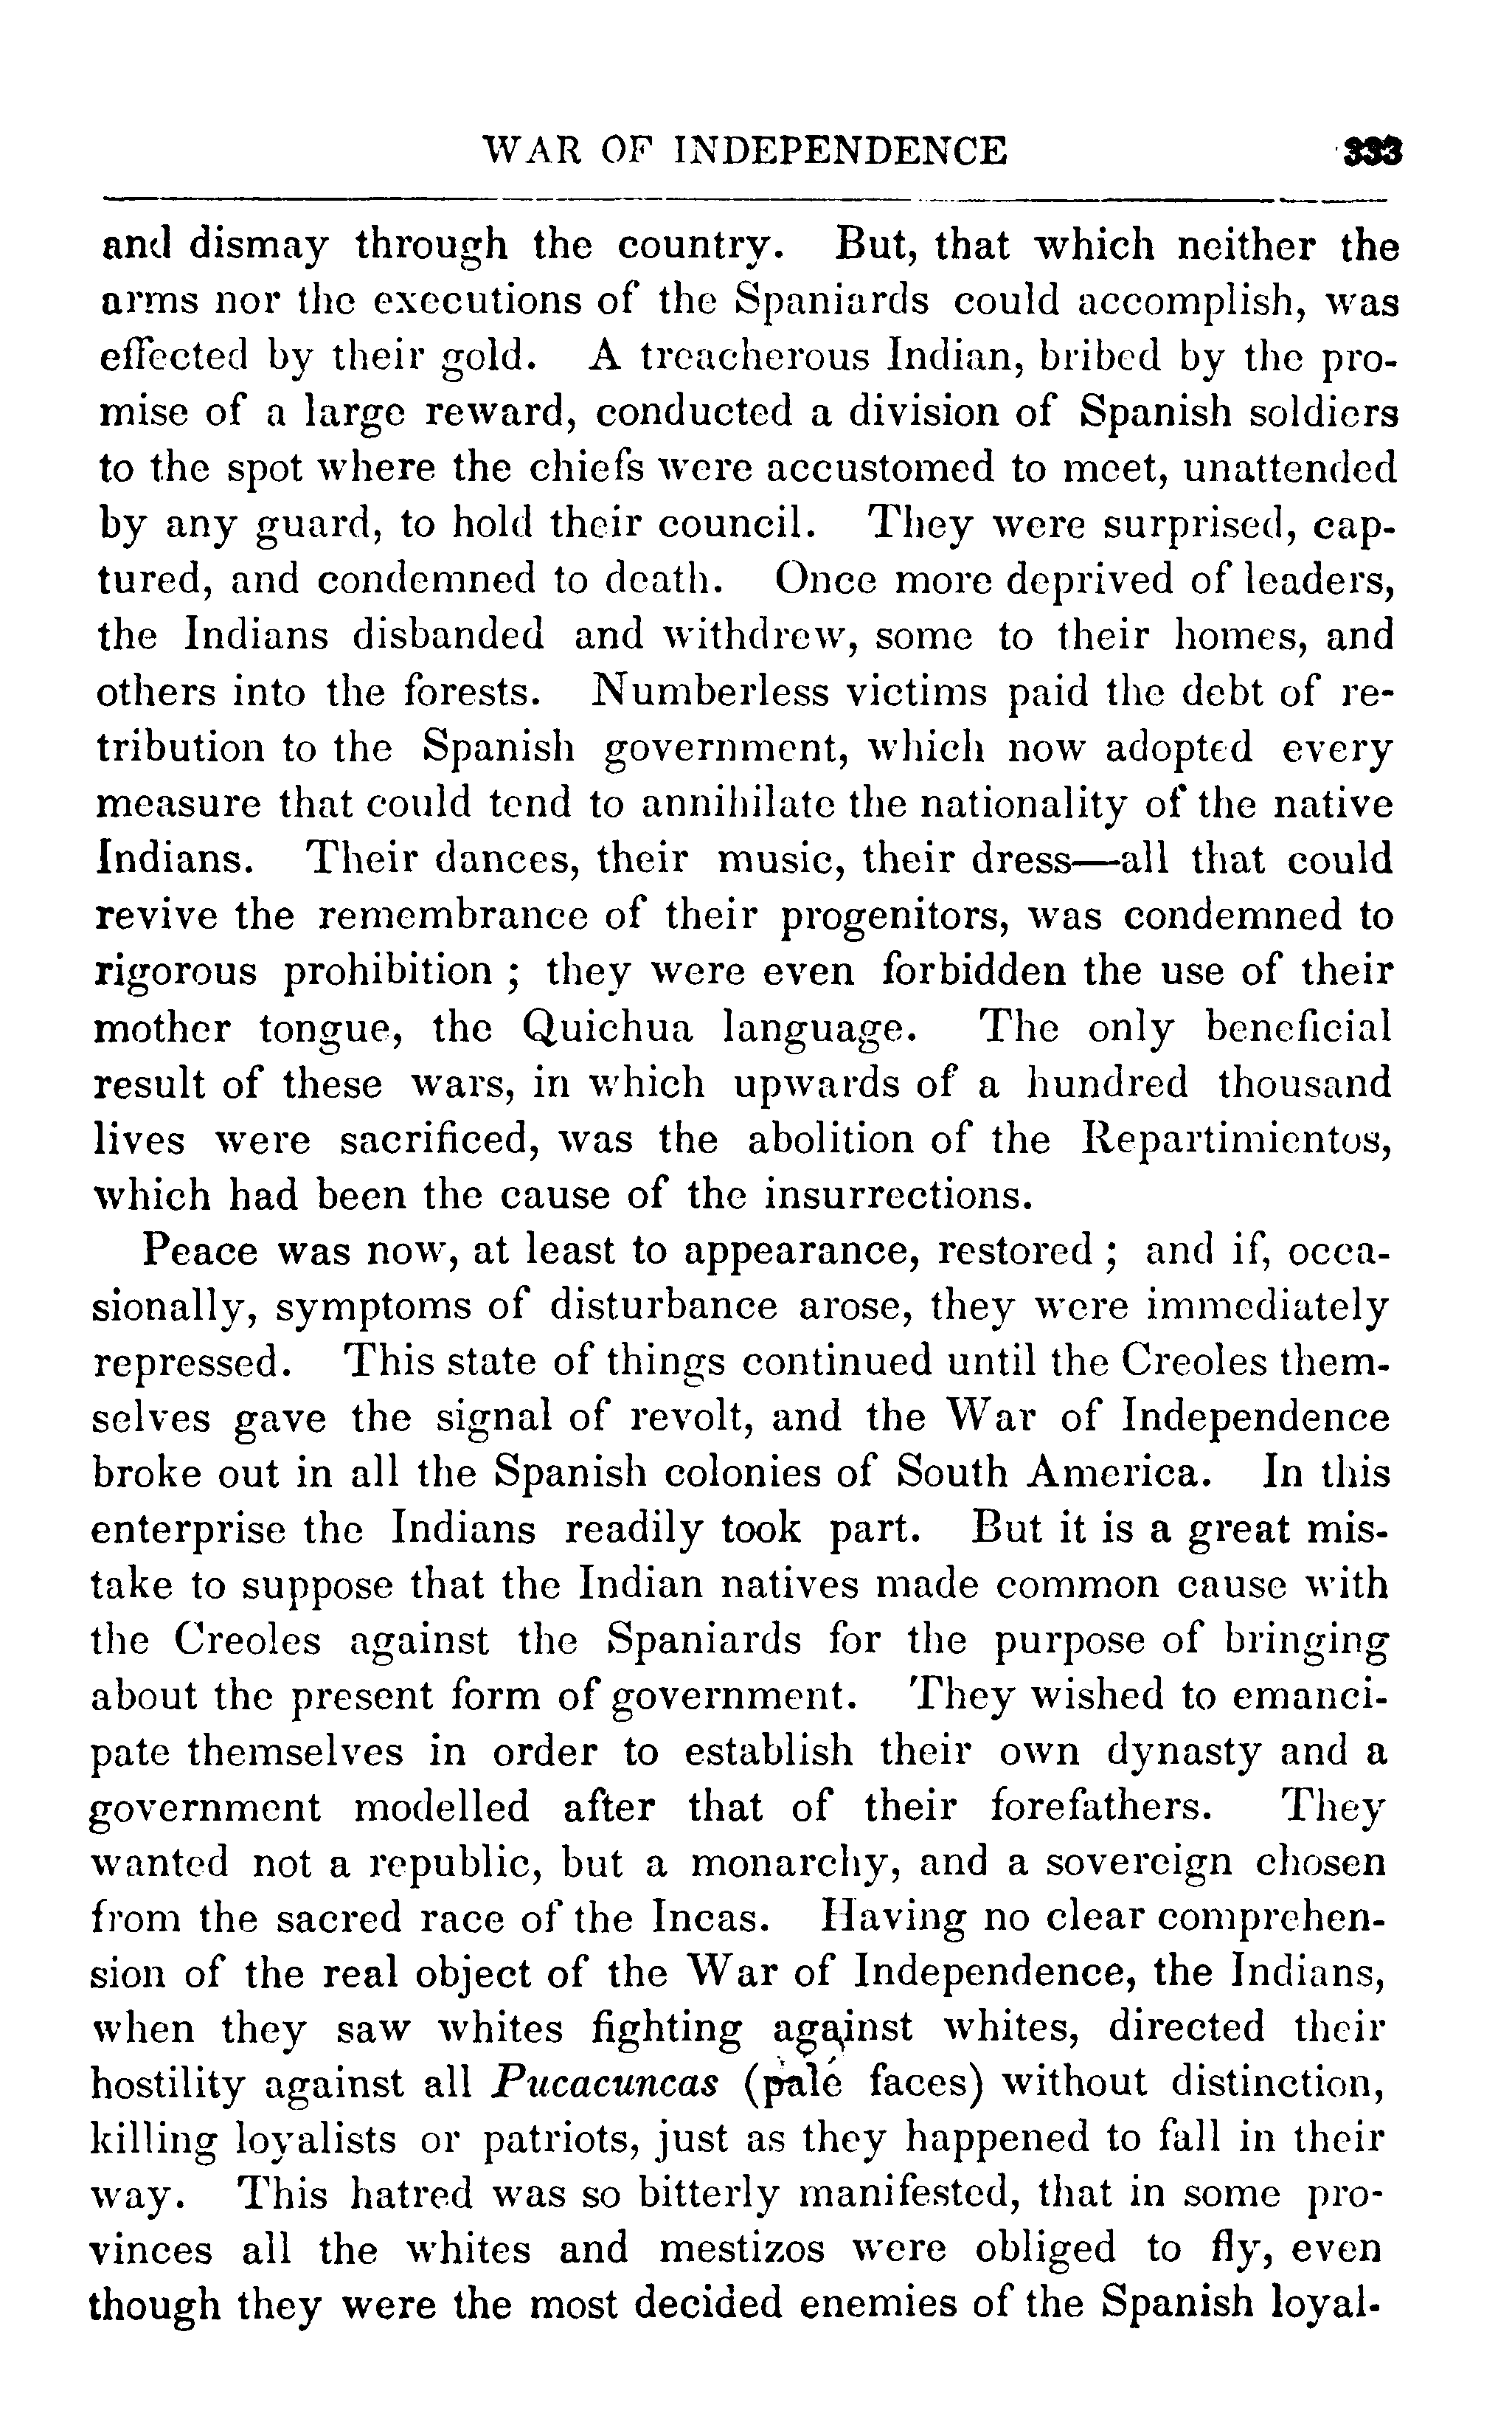 WAR OF INDEPENDENCE 333
and dismay through the country. But, that which neither the
arms nor the executions of the Spaniards could accomplish, was
effected by their gold. A treacherous Indian, bribed by the pro-
mise of a large reward, conducted a division of Spanish soldiers
to the spot where the chiefs were accustomed to meet, unattended
by any guard, to hold their council. They were surprised, cap-
tured, and condemned to death. Once more deprived of leaders,
the Indians disbanded and withdrew, some to their homes, and
others into the forests. Numberless victims paid the debt of re-
tribution to the Spanish government, which now adopted every
measure that could tend to annihilate the nationality of the native
Indians. Their dances, their music, their dress—all that could
revive the remembrance of their progenitors, was condemned to
rigorous prohibition ; they were even forbidden the use of their
mother tongue, the Quichua language. The only beneficial
result of these wars, in which upwards of a hundred thousand
lives were sacrificed, was the abolition of the Repartimientos,
which had been the cause of the insurrections.
Peace was now, at least to appearance, restored ; and if, occa-
sionally, symptoms of disturbance arose, they were immediately
repressed. This state of things continued until the Creoles them-
selves gave the signal of revolt, and the War of Independence
broke out in all the Spanish colonies of South America. In this
enterprise the Indians readily took part. But it is a great mis-
take to suppose that the Indian natives made common cause with
the Creoles against the Spaniards for the purpose of bringing
about the present form of government. They wished to emanci-
pate themselves in order to establish their own dynasty and a
government modelled after that of their forefathers. They
wanted not a republic, but a monarchy, and a sovereign chosen
from the sacred race of the Incas. Having no clear comprehen-
sion of the real object of the War of Independence, the Indians,
when they saw whites fighting against whites, directed their
hostility against all Pucacuncas (pale faces) without distinction,
killing loyalists or patriots, just as they happened to fall in their
way. This hatred was so bitterly manifested, that in some pro-
vinces all the whites and mestizos were obliged to fly, even
though they were the most decided enemies of the Spanish loyal-